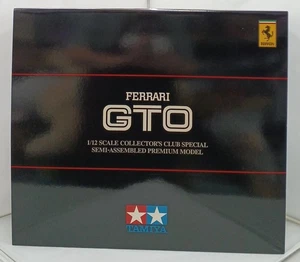 Ferrari
FERRARI
GTO
1/12 SCALE COLLECTOR'S CLUB SPECIAL
SEMI-ASSEMBLED PREMIUM MODEL
TAMIYA